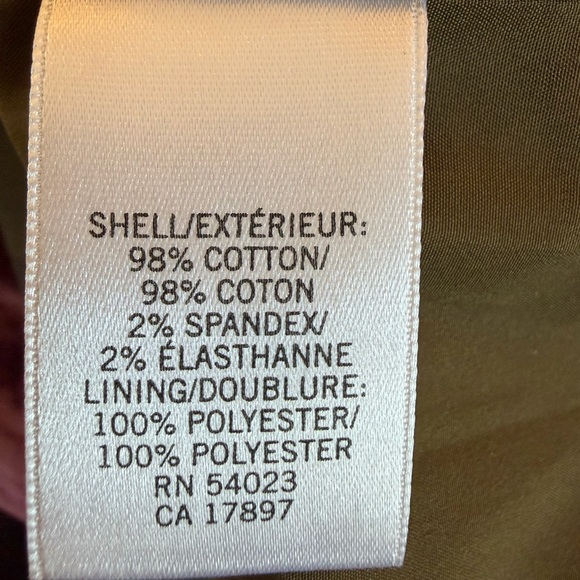 SHELL/EXTÉRIEUR:
98% COTTON/
98% COTON
2% SPANDEX/
2% ÉLASTHANNE
LINING/DOUBLURE:
100% POLYESTER/
100% POLYESTER
RN 54023
CA 17897